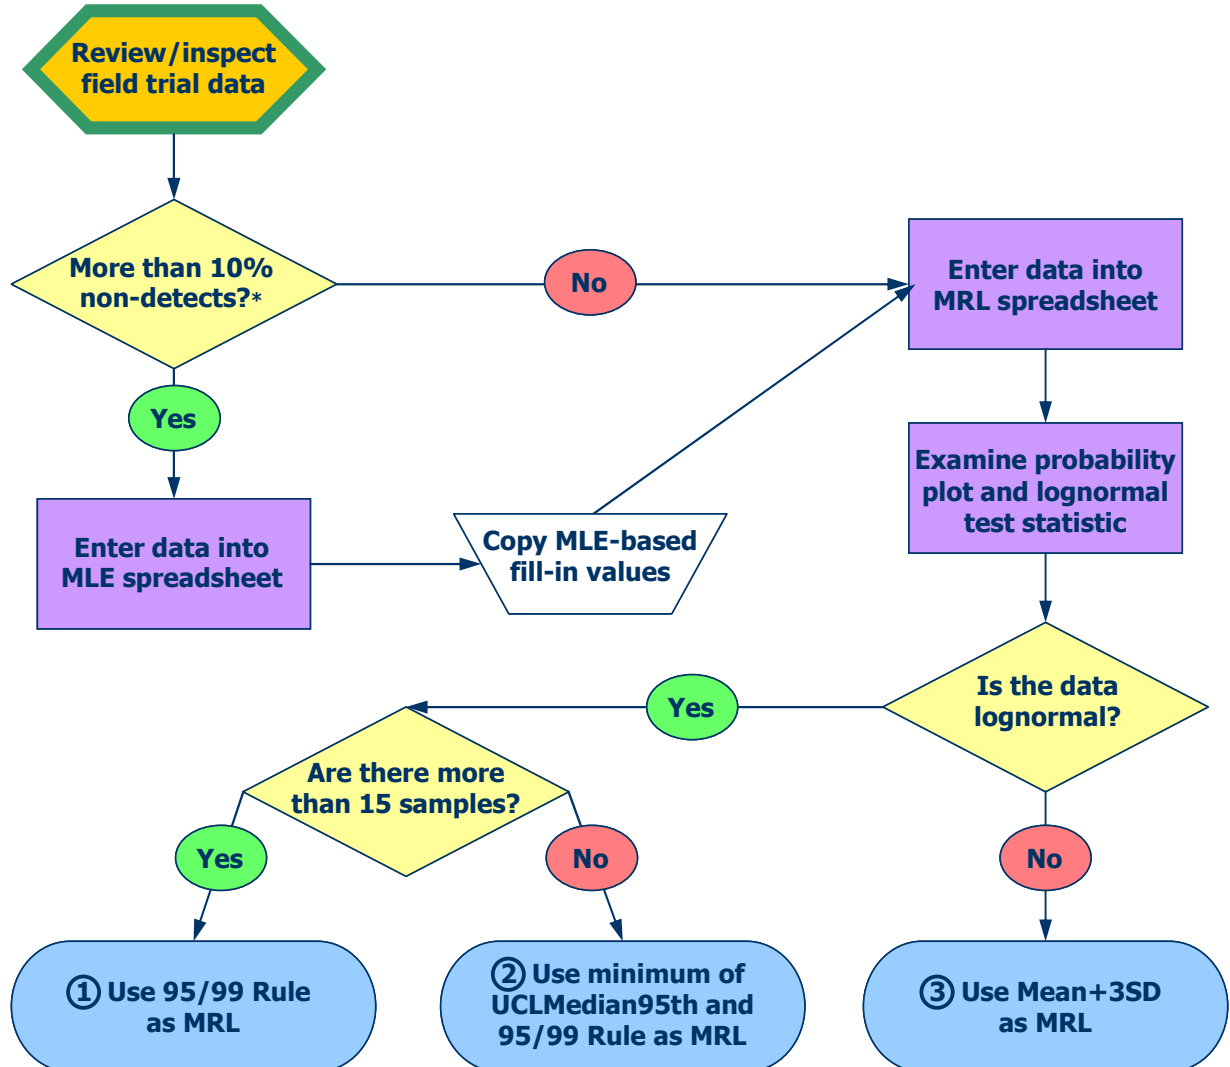 Review/inspect
field trial data
More than 10%
non-detects?*
No
Enter data into
MRL spreadsheet
Yes
Enter data into
MLE spreadsheet
Copy MLE-based
fill-in values
Examine probability
plot and lognormal
test statistic
Is the data
lognormal?
Yes
Are there more
than 15 samples?
Yes
No
No
① Use 95/99 Rule
as MRL
② Use minimum of
UCLMedian95th and
95/99 Rule as MRL
③ Use Mean+3SD
as MRL